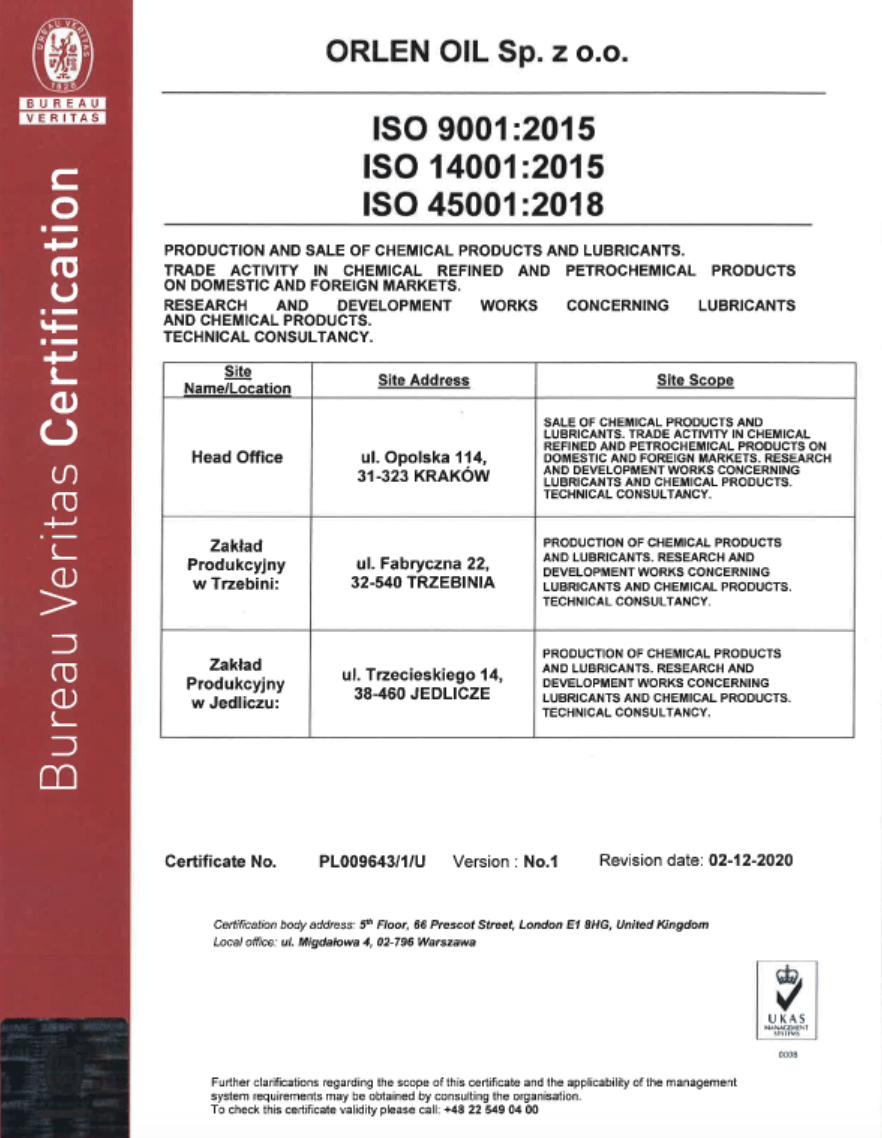 BUREAU VERITAS
1828
BUREAU
VERITAS
Bureau Veritas Certification
ORLEN OIL Sp. z o.o.
ISO 9001:2015
ISO 14001:2015
ISO 45001:2018
PRODUCTION AND SALE OF CHEMICAL PRODUCTS AND LUBRICANTS.
TRADE ACTIVITY IN CHEMICAL REFINED AND PETROCHEMICAL PRODUCTS
ON DOMESTIC AND FOREIGN MARKETS.
RESEARCH AND DEVELOPMENT WORKS CONCERNING LUBRICANTS
AND CHEMICAL PRODUCTS.
TECHNICAL CONSULTANCY.
Site
Name/Location
Site Address
Site Scope
Head Office
ul. Opolska 114,
31-323 KRAKÓW
SALE OF CHEMICAL PRODUCTS AND
LUBRICANTS. TRADE ACTIVITY IN CHEMICAL
REFINED AND PETROCHEMICAL PRODUCTS ON
DOMESTIC AND FOREIGN MARKETS. RESEARCH
AND DEVELOPMENT WORKS CONCERNING
LUBRICANTS AND CHEMICAL PRODUCTS.
TECHNICAL CONSULTANCY.
Zakład
Produkcyjny
w Trzebini:
ul. Fabryczna 22,
32-540 TRZEBINIA
PRODUCTION OF CHEMICAL PRODUCTS
AND LUBRICANTS. RESEARCH AND
DEVELOPMENT WORKS CONCERNING
LUBRICANTS AND CHEMICAL PRODUCTS.
TECHNICAL CONSULTANCY.
Zakład
Produkcyjny
w Jedliczu:
ul. Trzecieskiego 14,
38-460 JEDLICZE
PRODUCTION OF CHEMICAL PRODUCTS
AND LUBRICANTS. RESEARCH AND
DEVELOPMENT WORKS CONCERNING
LUBRICANTS AND CHEMICAL PRODUCTS.
TECHNICAL CONSULTANCY.
Certificate No. PL009643/1/U Version : No.1 Revision date: 02-12-2020
Certification body address: 5th Floor, 66 Prescot Street, London E1 8HG, United Kingdom
Local office: ul. Migdałowa 4, 02-796 Warszawa
UKAS
MANAGEMENT
SYSTEMS
0008
Further clarifications regarding the scope of this certificate and the applicability of the management
system requirements may be obtained by consulting the organisation.
To check this certificate validity please call: +48 22 549 04 00